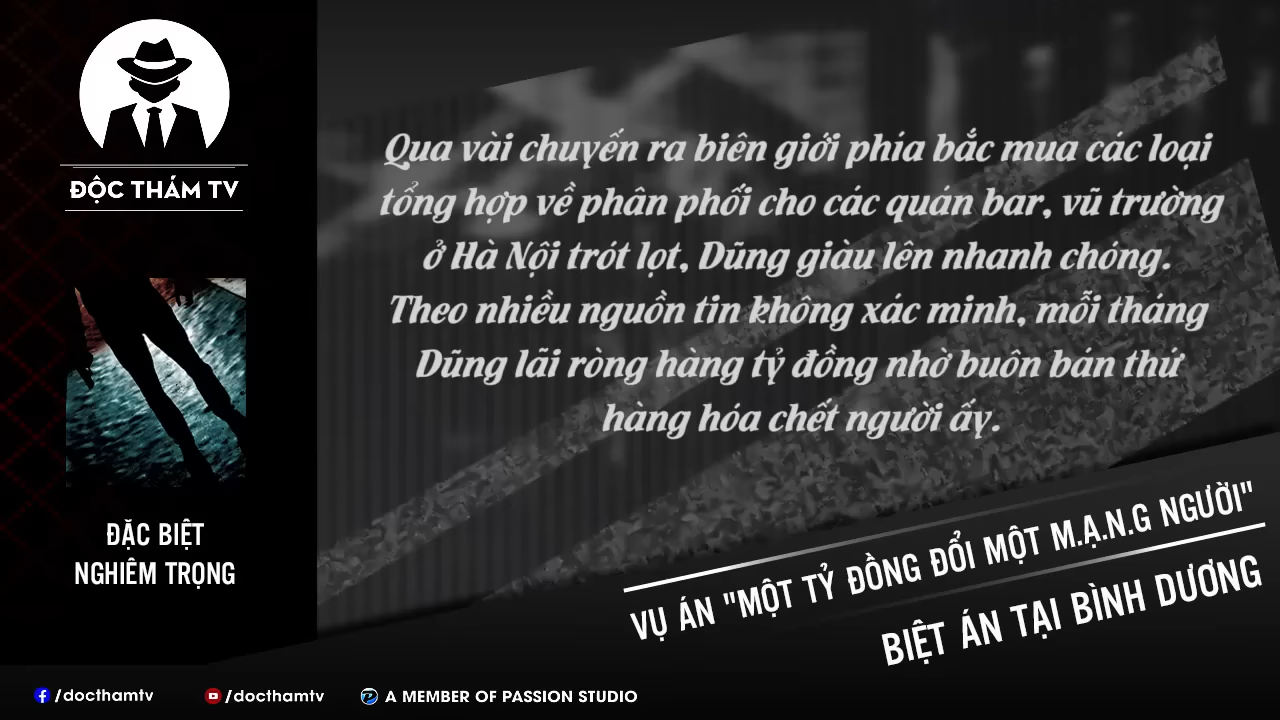 ĐỘC THÁM TV
ĐẶC BIỆT
NGHIÊM TRỌNG
Qua vài chuyến ra biên giới phía bắc mua các loại
tổng hợp về phân phối cho các quán bar, vũ trường
ở Hà Nội trót lọt, Dũng giàu lên nhanh chóng.
Theo nhiều nguồn tin không xác minh, mỗi tháng
Dũng lãi ròng hàng tỷ đồng nhờ buôn bán thứ
hàng hóa chết người ấy.
VỤ ÁN "MỘT TỶ ĐỒNG ĐỔI MỘT M.Ạ.N.G NGƯỜI"
BIỆT ÁN TẠI BÌNH DƯƠNG
/docthamtv
/docthamtv
A MEMBER OF PASSION STUDIO